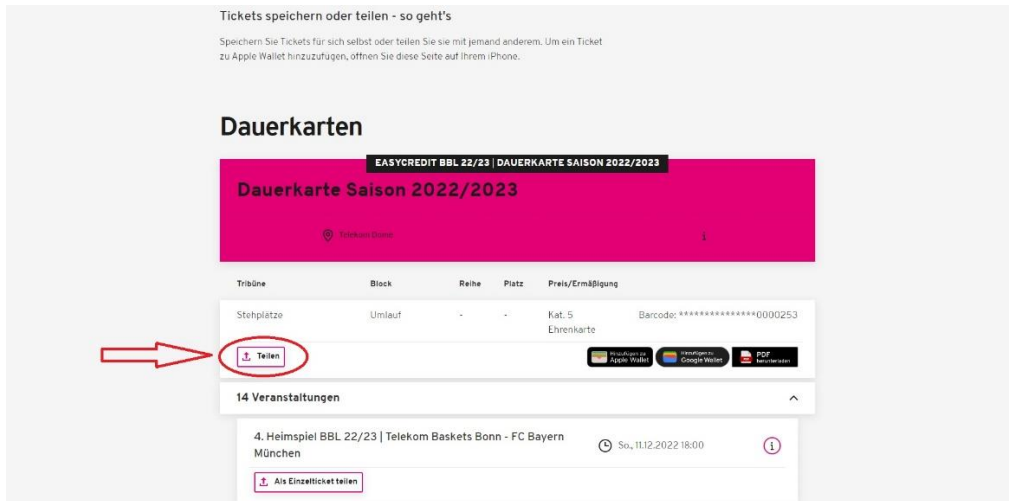 Tickets speichern oder teilen - so geht's
Speichern Sie Tickets für sich selbst oder teilen Sie sie mit jemand anderem. Um ein Ticket
zu Apple Wallet hinzuzufügen, öffnen Sie diese Seite auf Ihrem iPhone.
Dauerkarten
EASYCREDIT BBL 22/23 | DAUERKARTE SAISON 2022/2023
Dauerkarte Saison 2022/2023
Telekom Dome
Tribüne Block Reihe Platz Preis/Ermäßigung
Stehplätze Umlauf - - Kat. 5 Barcode: ***************0000253
Ehrenkarte
Teilen
Hinzufügen zu Apple Wallet
Hinzufügen zu Google Wallet
PDF herunterladen
14 Veranstaltungen
4. Heimspiel BBL 22/23 | Telekom Baskets Bonn - FC Bayern
München
So., 11.12.2022 18:00
Als Einzelticket teilen